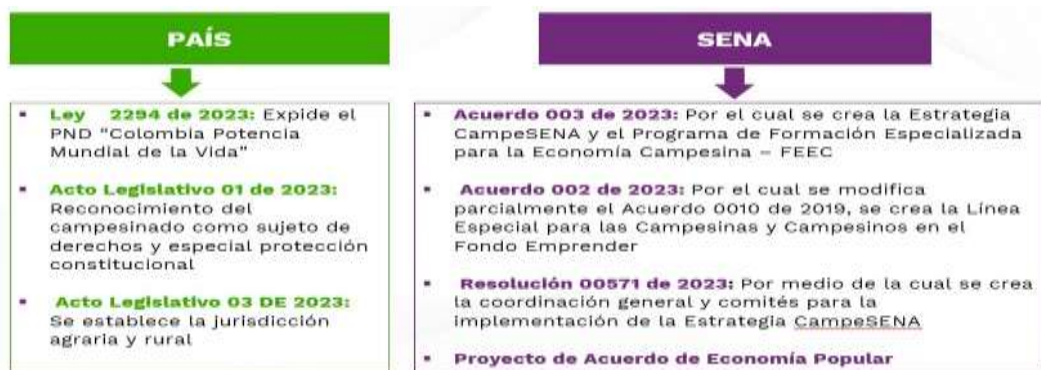 PAÍS
▪ Ley 2294 de 2023: Expide el
PND “Colombia Potencia
Mundial de la Vida”
▪ Acto Legislativo 01 de 2023:
Reconocimiento del
campesinado como sujeto de
derechos y especial protección
constitucional
▪ Acto Legislativo 03 DE 2023:
Se establece la jurisdicción
agraria y rural
SENA
▪ Acuerdo 003 de 2023: Por el cual se crea la Estrategia
CampeSENA y el Programa de Formación Especializada
para la Economía Campesina – FEEC
▪ Acuerdo 002 de 2023: Por el cual se modifica
parcialmente el Acuerdo 0010 de 2019, se crea la Línea
Especial para las Campesinas y Campesinos en el
Fondo Emprender
▪ Resolución 00571 de 2023: Por medio de la cual se crea
la coordinación general y comités para la
implementación de la Estrategia CampeSENA
▪ Proyecto de Acuerdo de Economía Popular